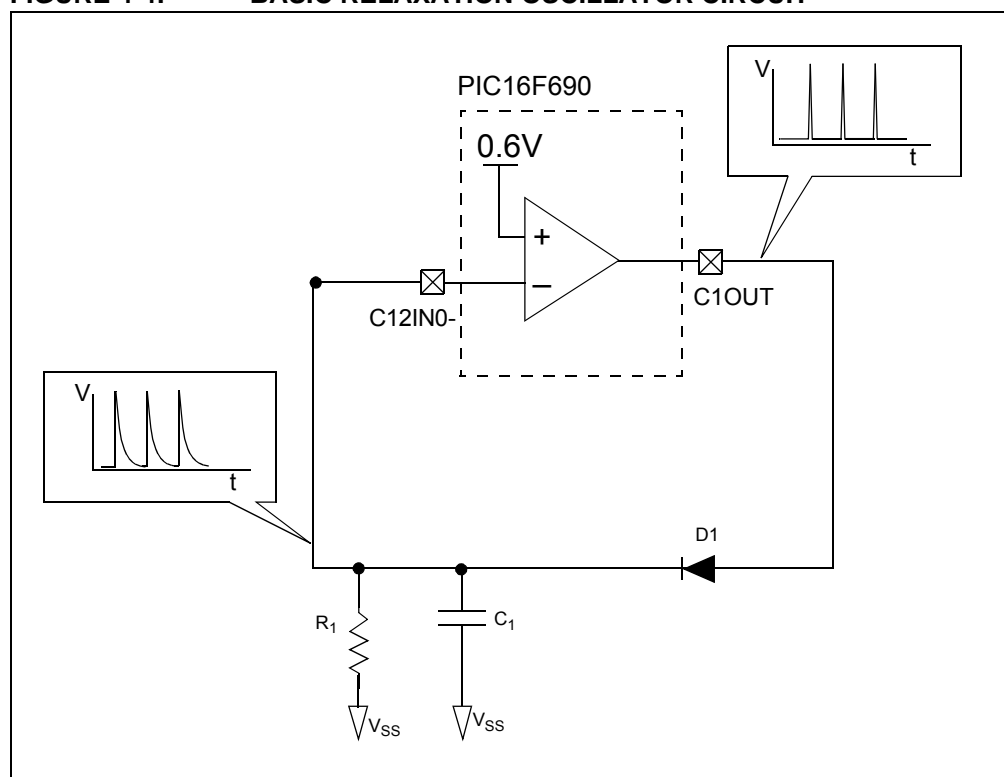 PIC16F690
0.6V
+
–
C12IN0-
C1OUT
V
t
V
t
D1
R1
C1
VSS
VSS